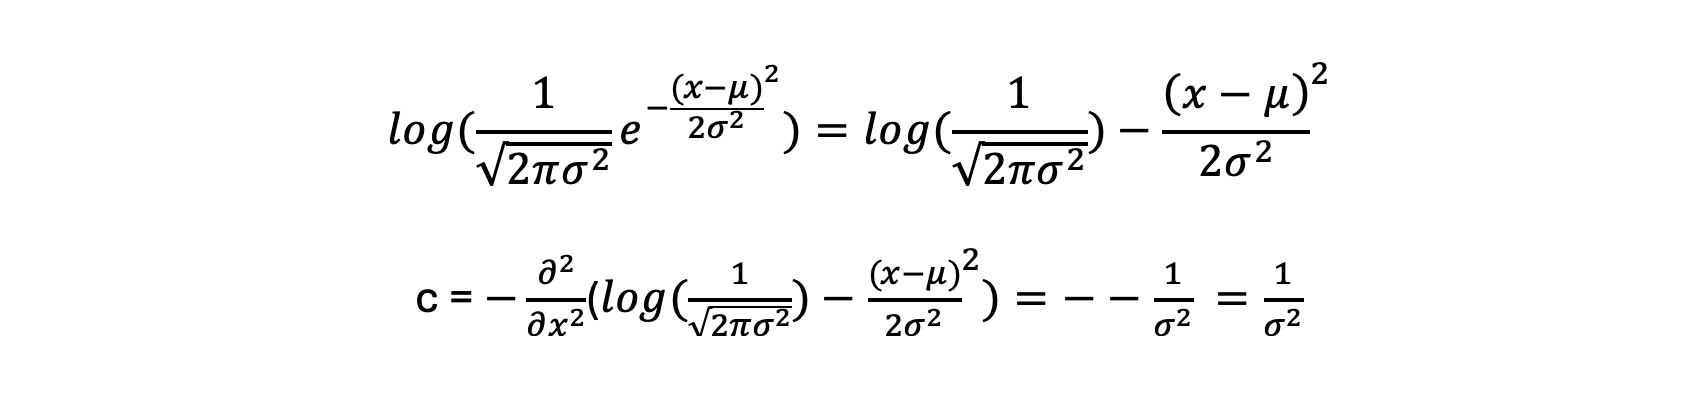 log(1/√2πσ² e^−(x−μ)²/2σ²) = log(1/√2πσ²) − (x − μ)²/2σ²
c = −∂²/∂x²(log(1/√2πσ²) − (x−μ)²/2σ²) = − − 1/σ² = 1/σ²